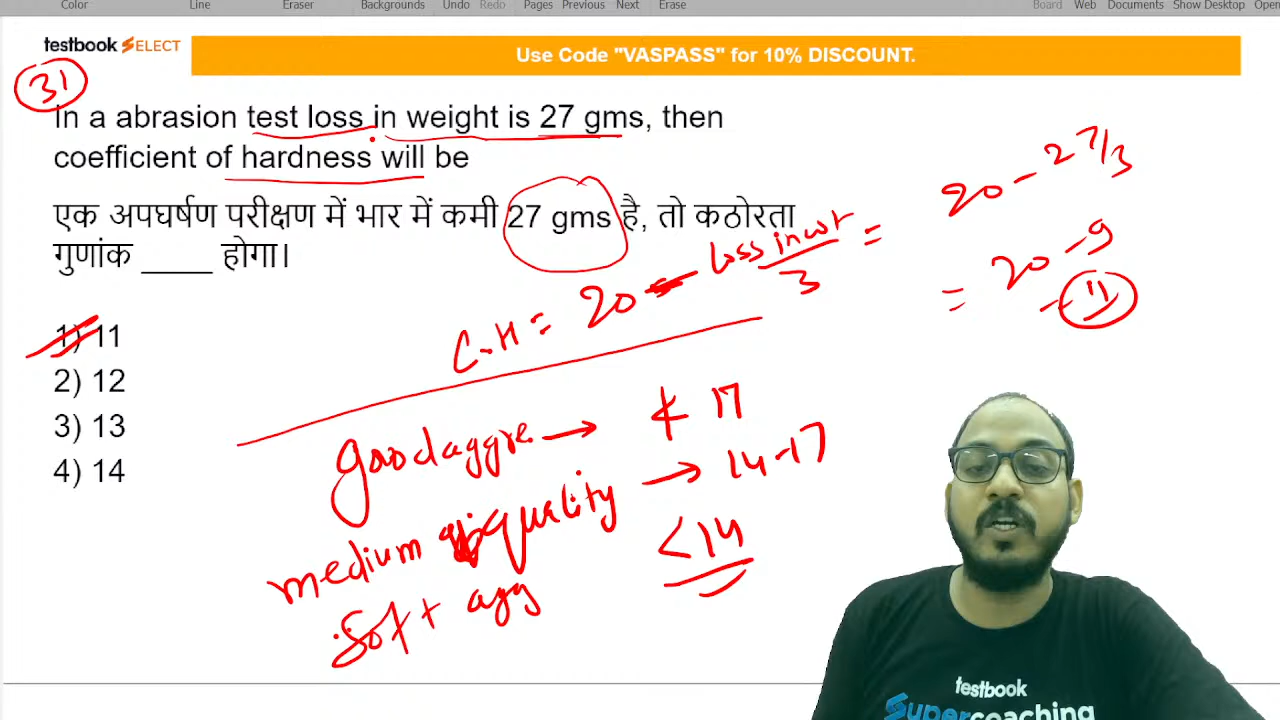 Color Line Eraser Backgrounds Undo Redo Pages Previous Next Erase Board Web Documents Show Desktop Open
testbook SELECT
Use Code "VASPASS" for 10% DISCOUNT.
31
In a abrasion test loss in weight is 27 gms, then
coefficient of hardness will be
एक अपघर्षण परीक्षण में भार में कमी 27 gms है, तो कठोरता
गुणांक ____ होगा।
1) 11
2) 12
3) 13
4) 14
C.H = 20 - loss in wt / 3 = 20 - 27/3
= 20 - 9
= 11
good aggre → ≮ 17
medium quality → 14-17
soft agg <14
testbook
Supercoaching